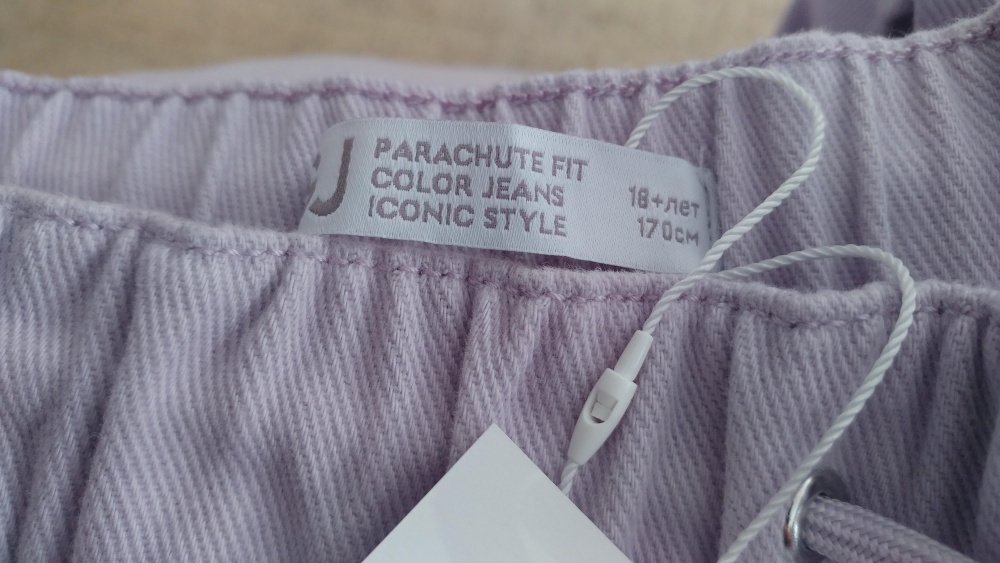 J
PARACHUTE FIT
COLOR JEANS
ICONIC STYLE
18+лет
170см